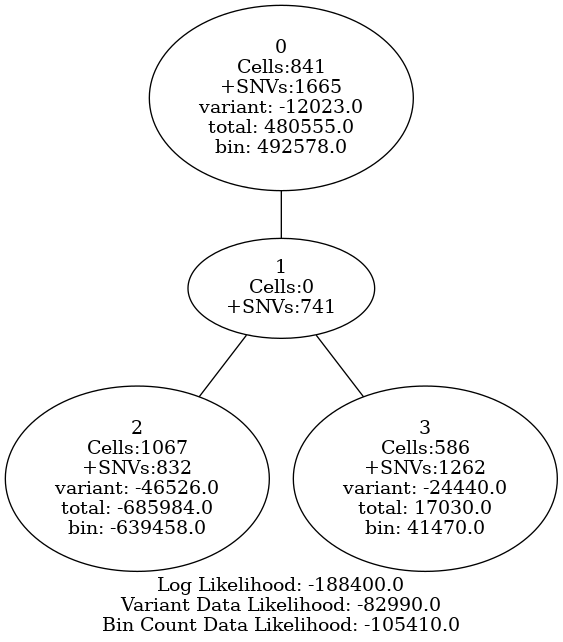 0
Cells:841
+SNVs:1665
variant: -12023.0
total: 480555.0
bin: 492578.0
1
Cells:0
+SNVs:741
2
Cells:1067
+SNVs:832
variant: -46526.0
total: -685984.0
bin: -639458.0
3
Cells:586
+SNVs:1262
variant: -24440.0
total: 17030.0
bin: 41470.0
Log Likelihood: -188400.0
Variant Data Likelihood: -82990.0
Bin Count Data Likelihood: -105410.0